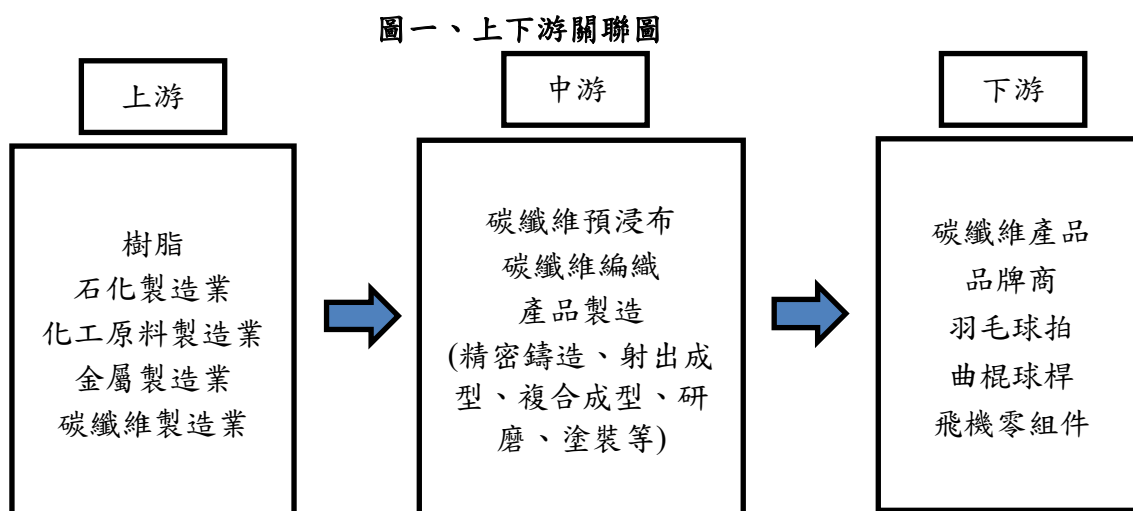 圖一、上下游關聯圖
上游
樹脂
石化製造業
化工原料製造業
金屬製造業
碳纖維製造業
中游
碳纖維預浸布
碳纖維編織
產品製造
(精密鑄造、射出成
型、複合成型、研
磨、塗裝等)
下游
碳纖維產品
品牌商
羽毛球拍
曲棍球桿
飛機零組件